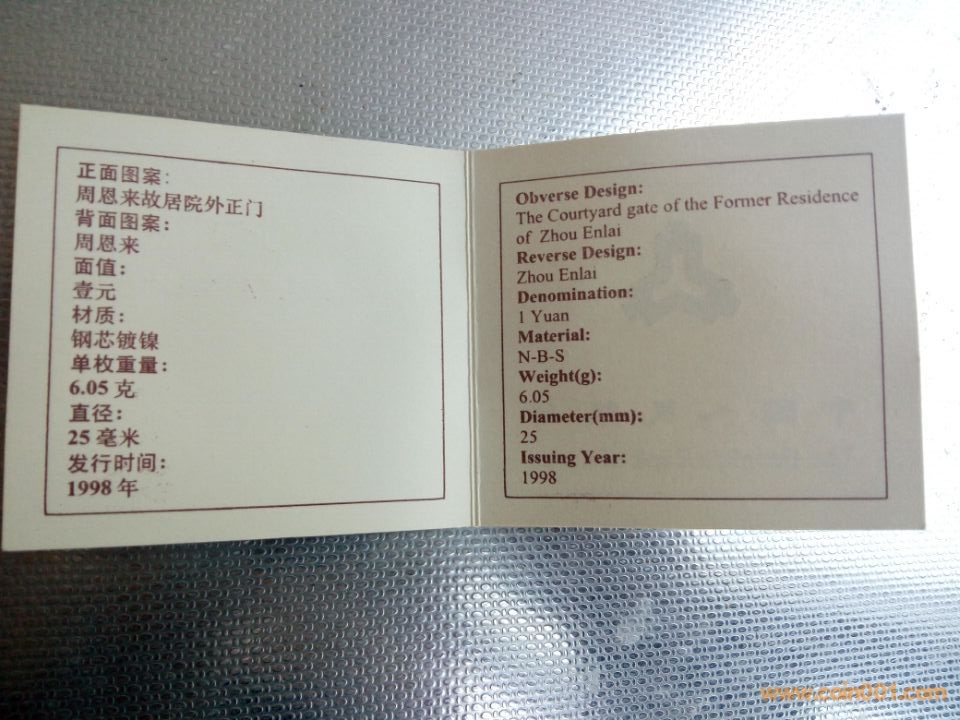 正面图案:
周恩来故居院外正门
背面图案:
周恩来
面值:
壹元
材质:
钢芯镀镍
单枚重量:
6.05 克
直径:
25 毫米
发行时间:
1998 年
Obverse Design:
The Courtyard gate of the Former Residence
of Zhou Enlai
Reverse Design:
Zhou Enlai
Denomination:
1 Yuan
Material:
N-B-S
Weight(g):
6.05
Diameter(mm):
25
Issuing Year:
1998
www.coin001.com